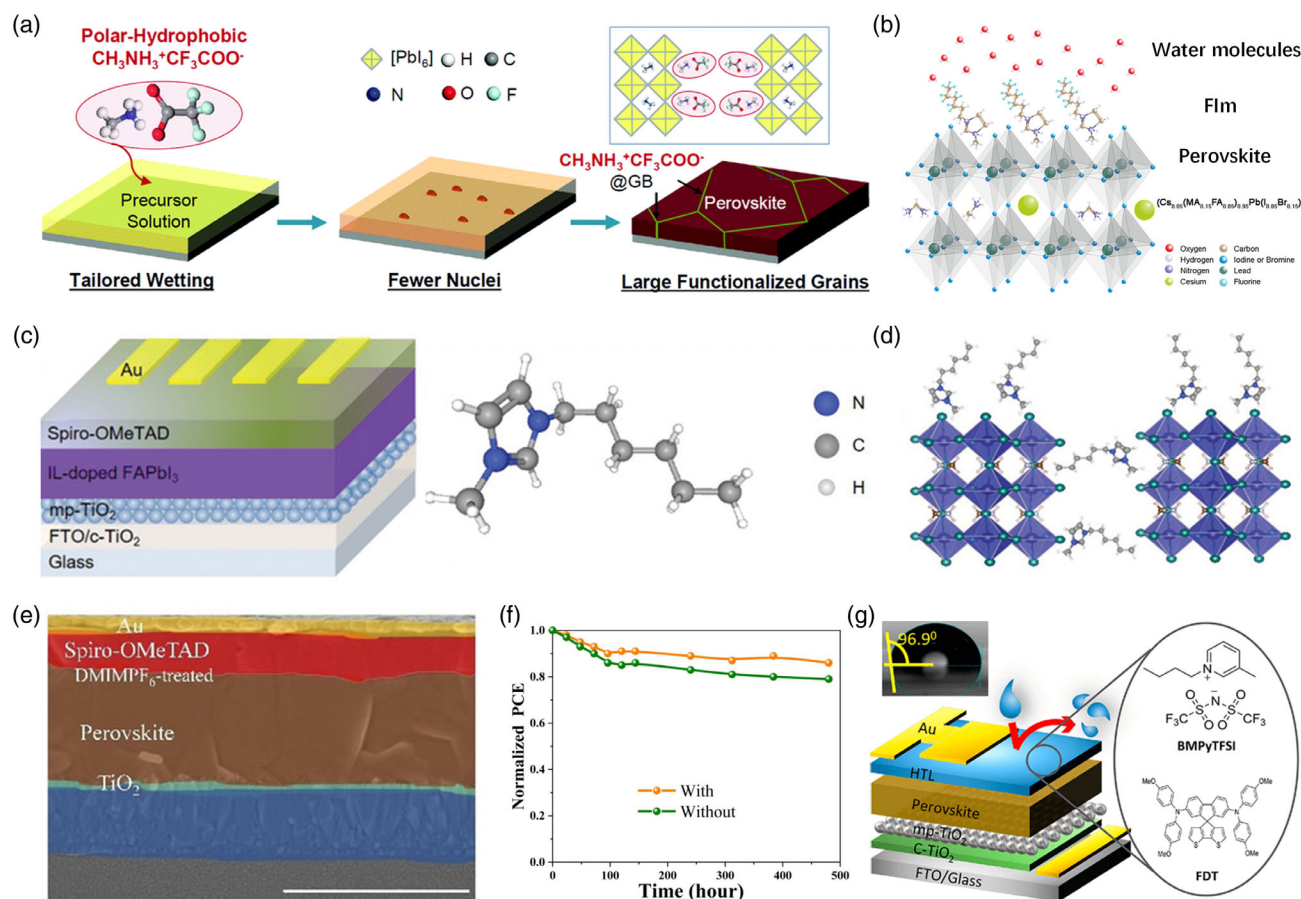 (a)
Polar-Hydrophobic
CH₃NH₃⁺CF₃COO⁻
Precursor
Solution
Tailored Wetting
[PbI₆]
H
C
N
O
F
Fewer Nuclei
CH₃NH₃⁺CF₃COO⁻
@GB
Perovskite
Large Functionalized Grains
(b)
Water molecules
FIm
Perovskite
(Cs₀.₀₅(MA₀.₁₅FA₀.₈₅)₀.₉₅Pb(I₀.₈₅Br₀.₁₅)
Oxygen
Hydrogen
Nitrogen
Cesium
Carbon
Iodine or Bromine
Lead
Fluorine
(c)
Au
Spiro-OMeTAD
IL-doped FAPbI₃
mp-TiO₂
FTO/c-TiO₂
Glass
N
C
H
(d)
(e)
Au
Spiro-OMeTAD
DMIMPF₆-treated
Perovskite
TiO₂
(f)
Normalized PCE
1.0
0.8
0.6
0.4
0.2
0.0
With
Without
0
100
200
300
400
500
Time (hour)
(g)
96.9⁰
Au
HTL
Perovskite
mp-TiO₂
C-TiO₂
FTO/Glass
N
+
O
−
O
S
N
S
F₃C
O
O
CF₃
BMPyTFSI
MeO
OMe
N
N
MeO
S
S
OMe
FDT